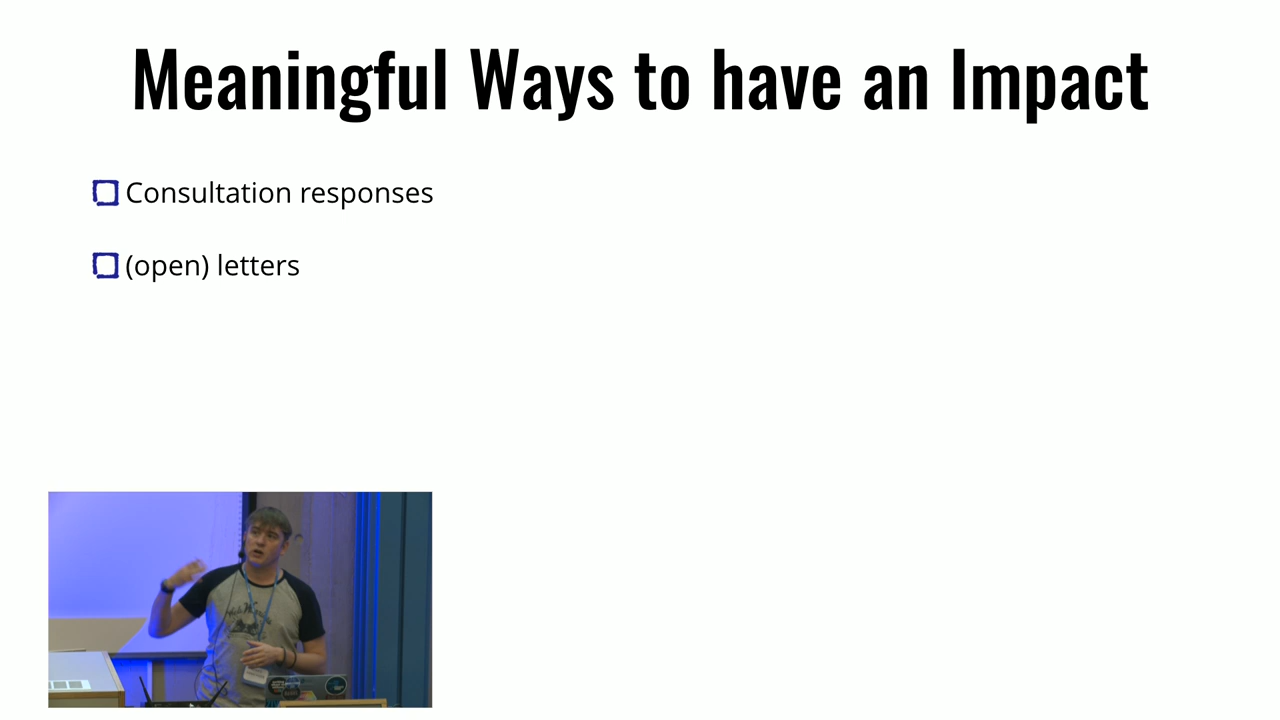 Meaningful Ways to have an Impact
Consultation responses
(open) letters